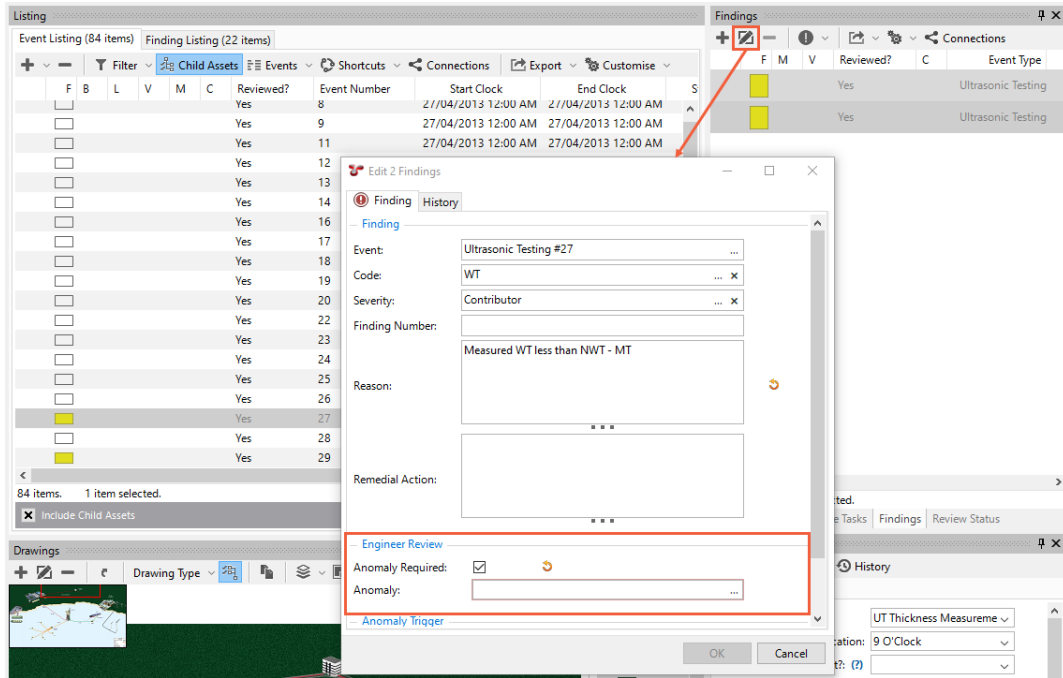 Listing
Event Listing (84 items) Finding Listing (22 items)
Filter Child Assets Events Shortcuts Connections Export Customise
F B L V M C Reviewed? Event Number Start Clock End Clock S
Yes 8 27/04/2013 12:00 AM 27/04/2013 12:00 AM
Yes 9 27/04/2013 12:00 AM 27/04/2013 12:00 AM
Yes 11 27/04/2013 12:00 AM 27/04/2013 12:00 AM
Yes 12
Yes 13
Yes 14
Yes 16
Yes 17
Yes 18
Yes 19
Yes 20
Yes 22
Yes 23
Yes 24
Yes 25
Yes 26
Yes 27
Yes 28
Yes 29
84 items. 1 item selected.
Include Child Assets
Drawings
Drawing Type
Findings
Connections
F M V Reviewed? C Event Type
Yes Ultrasonic Testing
Yes Ultrasonic Testing
Edit 2 Findings
Finding History
Finding
Event: Ultrasonic Testing #27 ...
Code: WT ...
Severity: Contributor ...
Finding Number:
Reason: Measured WT less than NWT - MT
Remedial Action:
Engineer Review
Anomaly Required:
Anomaly: ...
Anomaly Trigger
OK Cancel
cted.
e Tasks Findings Review Status
History
UT Thickness Measureme
cation: 9 O'Clock
t?: (?)